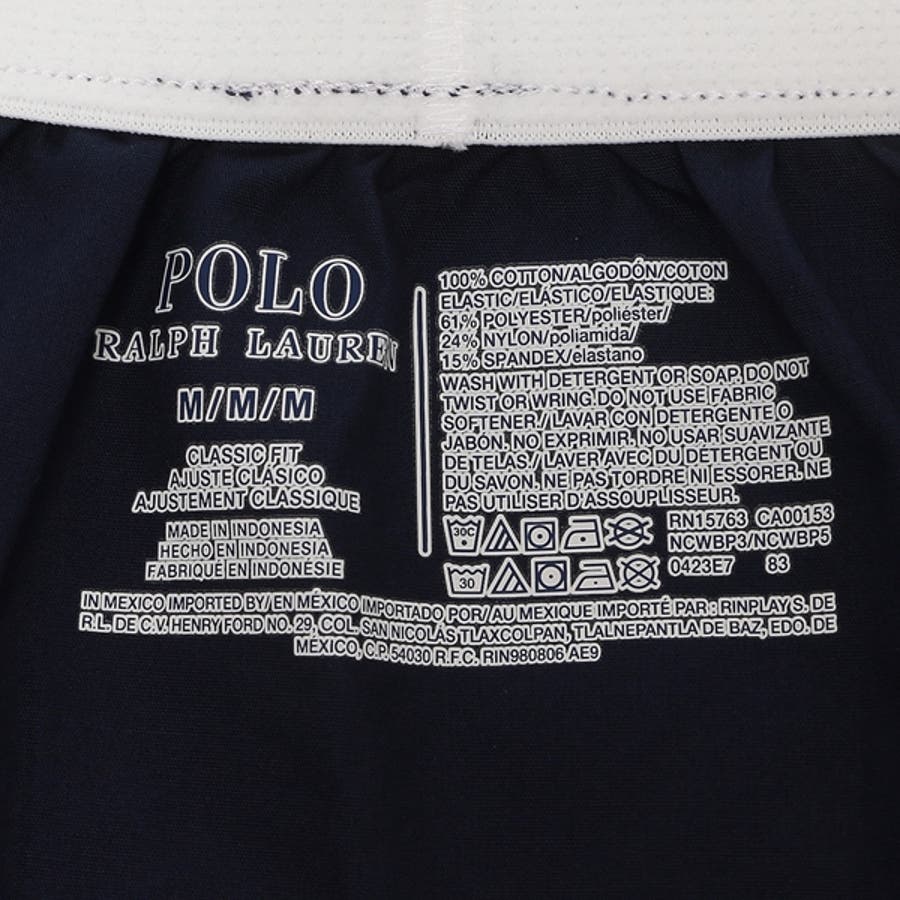 POLO
RALPH LAUREN
M/M/M
CLASSIC FIT
AJUSTE CLÁSICO
AJUSTEMENT CLASSIQUE
MADE IN INDONESIA
HECHO EN INDONESIA
FABRIQUÉ EN INDONÉSIE
100% COTTON/ALGODÓN/COTON
ELASTIC/ELÁSTICO/ELASTIQUE:
61% POLYESTER/poliéster/
24% NYLON/poliamida/
15% SPANDEX/elastano
WASH WITH DETERGENT OR SOAP. DO NOT
TWIST OR WRING.DO NOT USE FABRIC
SOFTENER./ LAVAR CON DETERGENTE O
JABÓN. NO EXPRIMIR. NO USAR SUAVIZANTE
DE TELAS./ LAVER AVEC DU DÉTERGENT OU
DU SAVON. NE PAS TORDRE NI ESSORER. NE
PAS UTILISER D'ASSOUPLISSEUR.
30C
30
RN15763 CA00153
NCWBP3/NCWBP5
0423E7 83
IN MEXICO IMPORTED BY/ EN MÉXICO IMPORTADO POR/ AU MEXIQUE IMPORTÉ PAR : RINPLAY S. DE
R.L. DE C.V. HENRY FORD NO. 29, COL. SAN NICOLÁS TLAXCOLPAN, TLALNEPANTLA DE BAZ, EDO. DE
MÉXICO, C.P. 54030 R.F.C. RIN980806 AE9